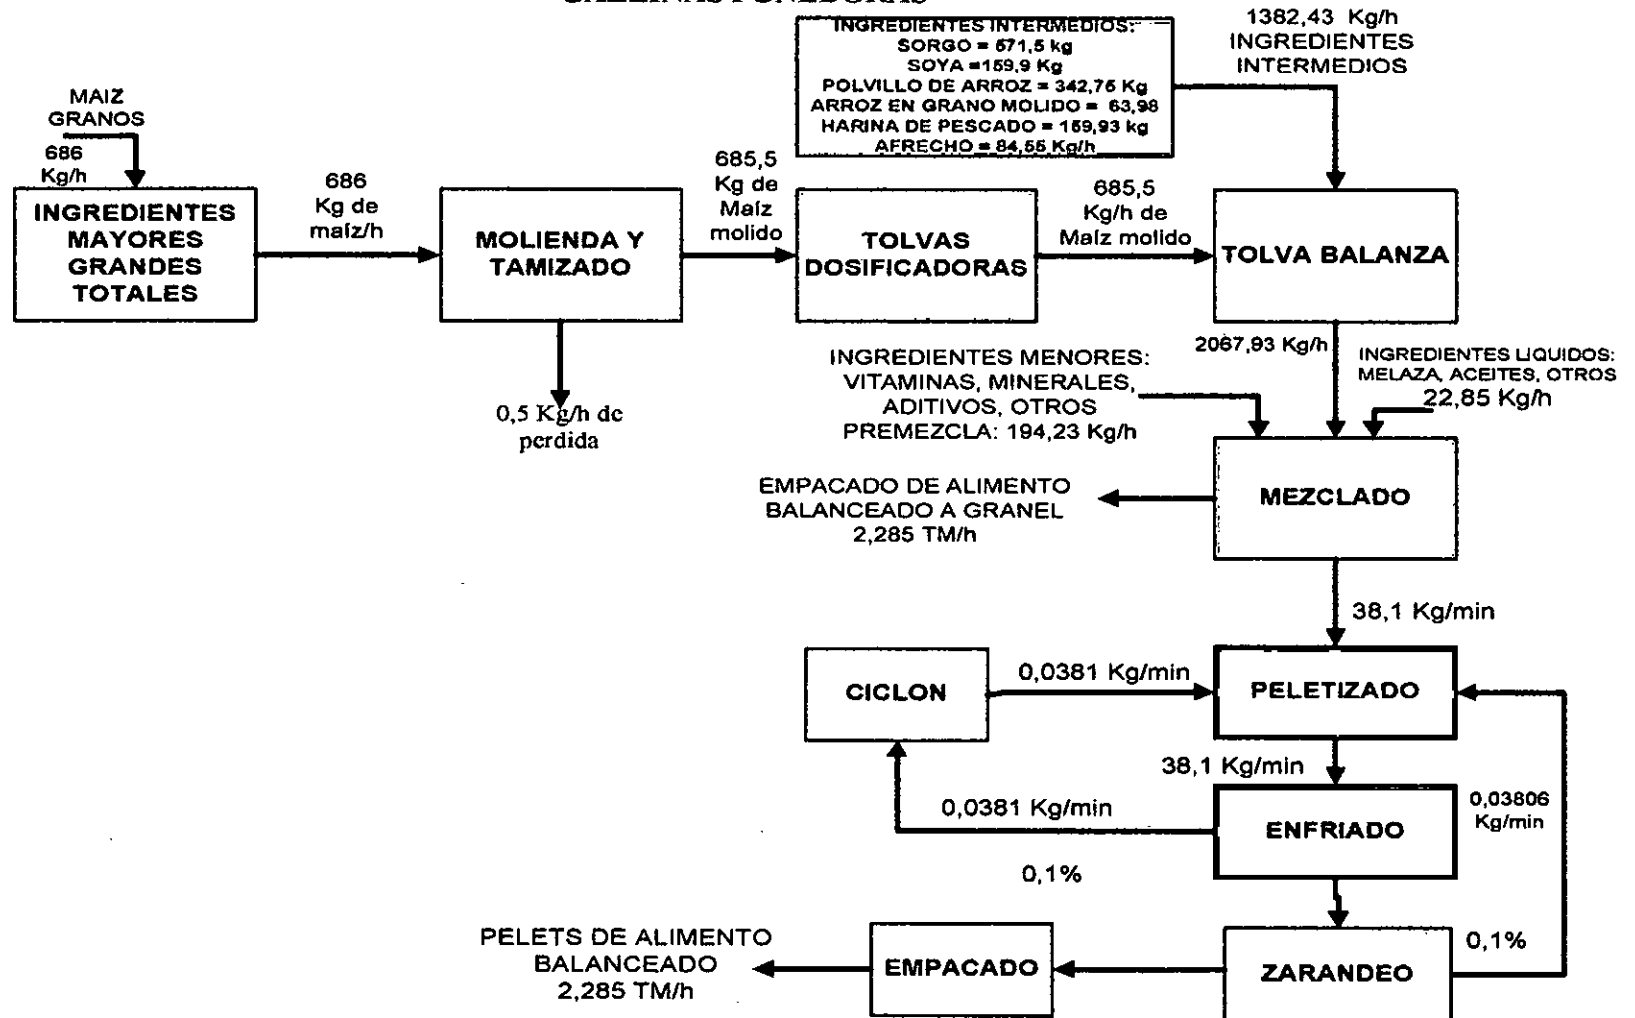 INGREDIENTES INTERMEDIOS:
SORGO = 571,5 kg
SOYA =159,9 Kg
POLVILLO DE ARROZ = 342,75 Kg
ARROZ EN GRANO MOLIDO = 63,98
HARINA DE PESCADO = 159,93 kg
AFRECHO = 84,55 Kg/h
1382,43 Kg/h
INGREDIENTES
INTERMEDIOS
MAIZ
GRANOS
686
Kg/h
INGREDIENTES
MAYORES
GRANDES
TOTALES
686
Kg de
maíz/h
MOLIENDA Y
TAMIZADO
0,5 Kg/h de
perdida
685,5
Kg de
Maíz
molido
TOLVAS
DOSIFICADORAS
685,5
Kg/h de
Maíz molido
TOLVA BALANZA
2067,93 Kg/h
INGREDIENTES MENORES:
VITAMINAS, MINERALES,
ADITIVOS, OTROS
PREMEZCLA: 194,23 Kg/h
INGREDIENTES LIQUIDOS:
MELAZA, ACEITES, OTROS
22,85 Kg/h
MEZCLADO
EMPACADO DE ALIMENTO
BALANCEADO A GRANEL
2,285 TM/h
38,1 Kg/min
CICLON
0,0381 Kg/min
PELETIZADO
38,1 Kg/min
0,0381 Kg/min
ENFRIADO
0,03806
Kg/min
0,1%
PELETS DE ALIMENTO
BALANCEADO
2,285 TM/h
EMPACADO
ZARANDEO
0,1%